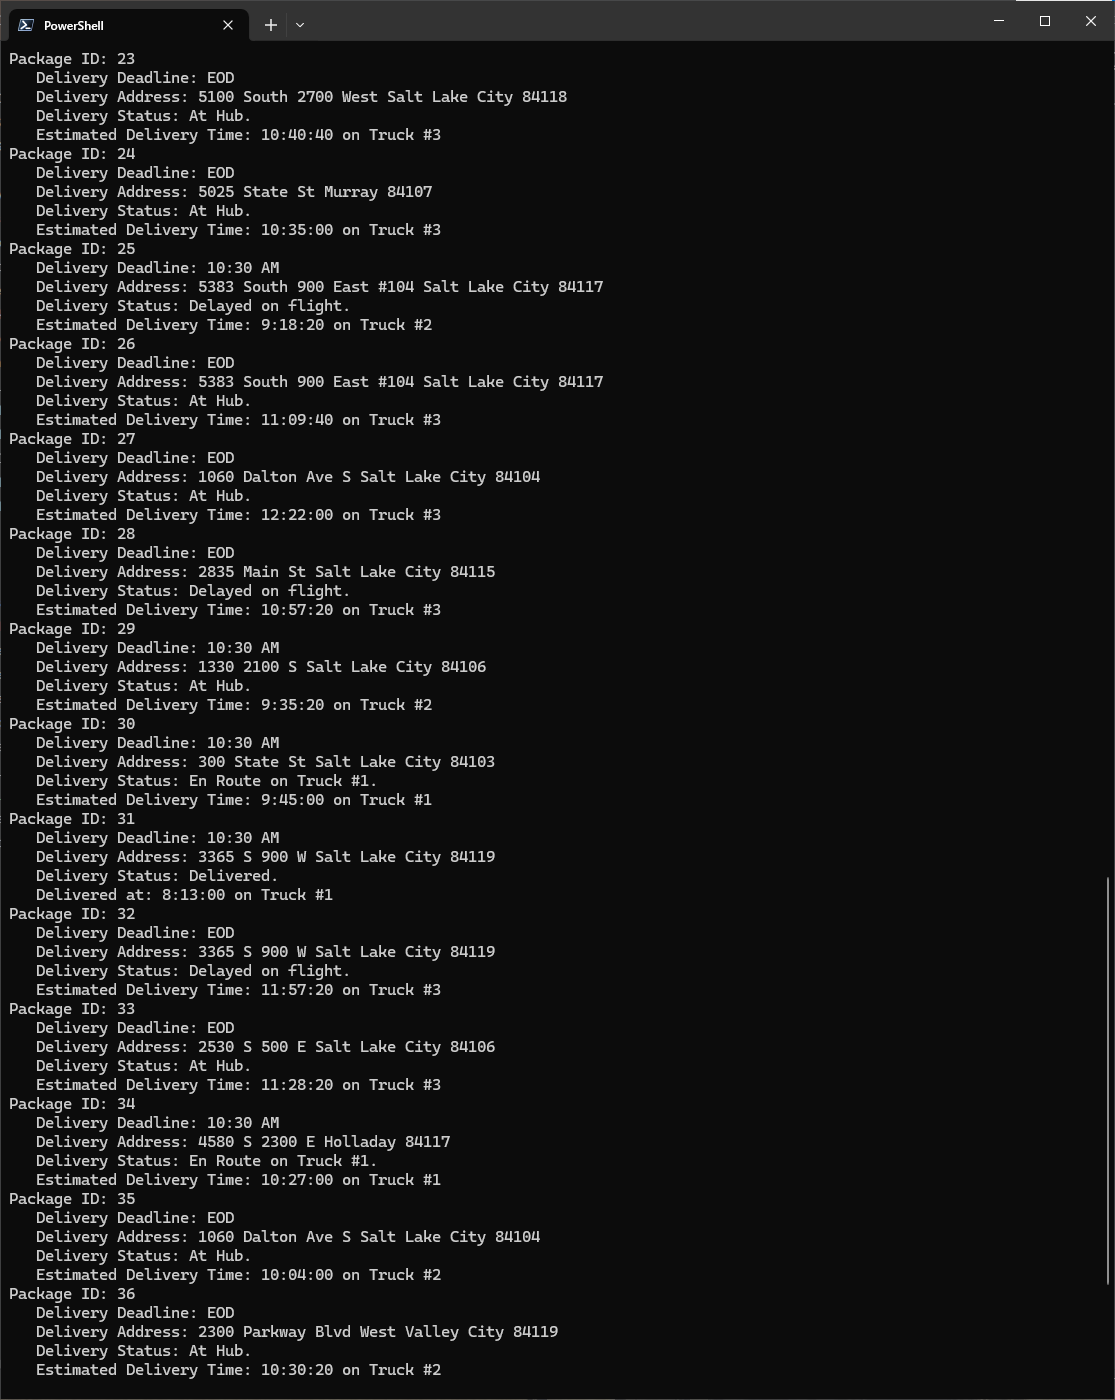 PowerShell
Package ID: 23
Delivery Deadline: EOD
Delivery Address: 5100 South 2700 West Salt Lake City 84118
Delivery Status: At Hub.
Estimated Delivery Time: 10:40:40 on Truck #3
Package ID: 24
Delivery Deadline: EOD
Delivery Address: 5025 State St Murray 84107
Delivery Status: At Hub.
Estimated Delivery Time: 10:35:00 on Truck #3
Package ID: 25
Delivery Deadline: 10:30 AM
Delivery Address: 5383 South 900 East #104 Salt Lake City 84117
Delivery Status: Delayed on flight.
Estimated Delivery Time: 9:18:20 on Truck #2
Package ID: 26
Delivery Deadline: EOD
Delivery Address: 5383 South 900 East #104 Salt Lake City 84117
Delivery Status: At Hub.
Estimated Delivery Time: 11:09:40 on Truck #3
Package ID: 27
Delivery Deadline: EOD
Delivery Address: 1060 Dalton Ave S Salt Lake City 84104
Delivery Status: At Hub.
Estimated Delivery Time: 12:22:00 on Truck #3
Package ID: 28
Delivery Deadline: EOD
Delivery Address: 2835 Main St Salt Lake City 84115
Delivery Status: Delayed on flight.
Estimated Delivery Time: 10:57:20 on Truck #3
Package ID: 29
Delivery Deadline: 10:30 AM
Delivery Address: 1330 2100 S Salt Lake City 84106
Delivery Status: At Hub.
Estimated Delivery Time: 9:35:20 on Truck #2
Package ID: 30
Delivery Deadline: 10:30 AM
Delivery Address: 300 State St Salt Lake City 84103
Delivery Status: En Route on Truck #1.
Estimated Delivery Time: 9:45:00 on Truck #1
Package ID: 31
Delivery Deadline: 10:30 AM
Delivery Address: 3365 S 900 W Salt Lake City 84119
Delivery Status: Delivered.
Delivered at: 8:13:00 on Truck #1
Package ID: 32
Delivery Deadline: EOD
Delivery Address: 3365 S 900 W Salt Lake City 84119
Delivery Status: Delayed on flight.
Estimated Delivery Time: 11:57:20 on Truck #3
Package ID: 33
Delivery Deadline: EOD
Delivery Address: 2530 S 500 E Salt Lake City 84106
Delivery Status: At Hub.
Estimated Delivery Time: 11:28:20 on Truck #3
Package ID: 34
Delivery Deadline: 10:30 AM
Delivery Address: 4580 S 2300 E Holladay 84117
Delivery Status: En Route on Truck #1.
Estimated Delivery Time: 10:27:00 on Truck #1
Package ID: 35
Delivery Deadline: EOD
Delivery Address: 1060 Dalton Ave S Salt Lake City 84104
Delivery Status: At Hub.
Estimated Delivery Time: 10:04:00 on Truck #2
Package ID: 36
Delivery Deadline: EOD
Delivery Address: 2300 Parkway Blvd West Valley City 84119
Delivery Status: At Hub.
Estimated Delivery Time: 10:30:20 on Truck #2